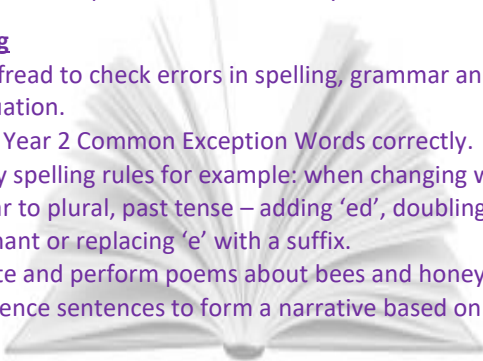 g
fread to check errors in spelling, grammar an
uation.
Year 2 Common Exception Words correctly.
y spelling rules for example: when changing w
ar to plural, past tense – adding ‘ed’, doubling
nant or replacing ‘e’ with a suffix.
te and perform poems about bees and honey
ence sentences to form a narrative based on